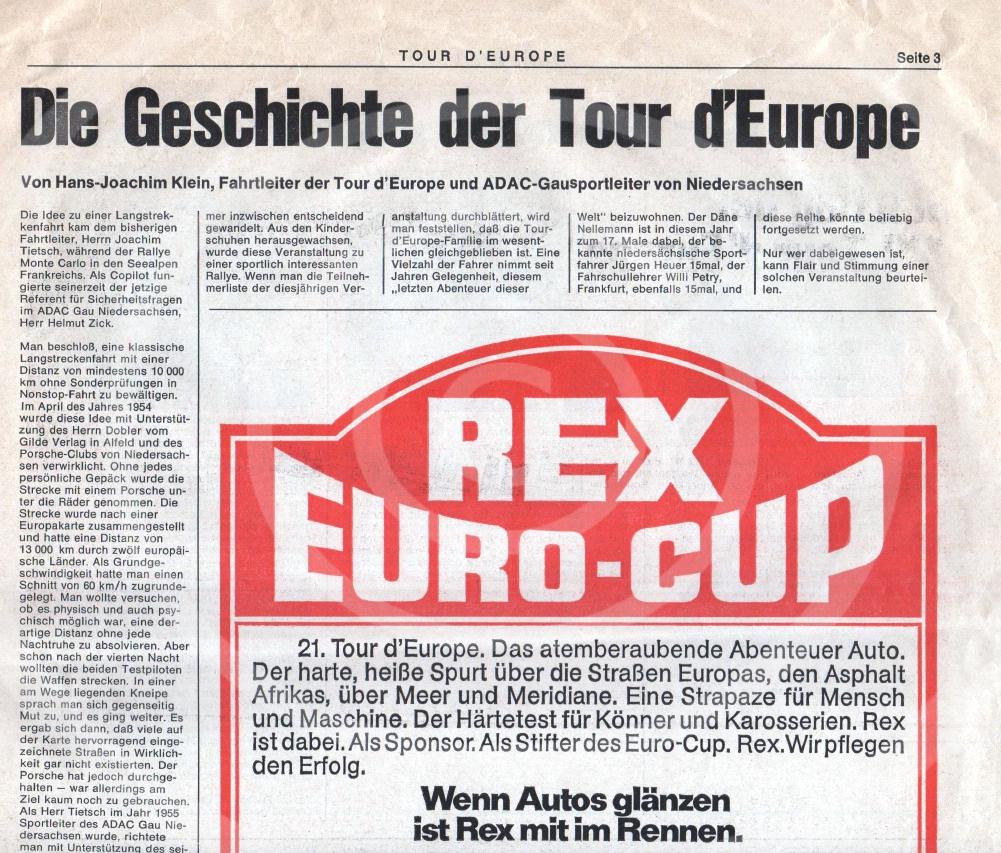 TOUR D'EUROPE
Seite 3
Die Geschichte der Tour d'Europe
Von Hans-Joachim Klein, Fahrtleiter der Tour d'Europe und ADAC-Gausportleiter von Niedersachsen
Die Idee zu einer Langstrek-
kenfahrt kam dem bisherigen
Fahrtleiter, Herrn Joachim
Tietsch, während der Rallye
Monte Carlo in den Seealpen
Frankreichs. Als Copilot fun-
gierte seinerzeit der jetzige
Referent für Sicherheitsfragen
im ADAC Gau Niedersachsen,
Herr Helmut Zick.
Man beschloß, eine klassische
Langstreckenfahrt mit einer
Distanz von mindestens 10 000
km ohne Sonderprüfungen in
Nonstop-Fahrt zu bewältigen.
Im April des Jahres 1954
wurde diese Idee mit Unterstüt-
zung des Herrn Dobler vom
Gilde Verlag in Alfeld und des
Porsche-Clubs von Niedersach-
sen verwirklicht. Ohne jedes
persönliche Gepäck wurde die
Strecke mit einem Porsche un-
ter die Räder genommen. Die
Strecke wurde nach einer
Europakarte zusammengestellt
und hatte eine Distanz von
13 000 km durch zwölf europäi-
sche Länder. Als Grundge-
schwindigkeit hatte man einen
Schnitt von 60 km/h zugrunde-
gelegt. Man wollte versuchen,
ob es physisch und auch psy-
chisch möglich war, eine der-
artige Distanz ohne jede
Nachtruhe zu absolvieren. Aber
schon nach der vierten Nacht
wollten die beiden Testpiloten
die Waffen strecken. In einer
am Wege liegenden Kneipe
sprach man sich gegenseitig
Mut zu, und es ging weiter. Es
ergab sich dann, daß viele auf
der Karte hervorragend einge-
zeichnete Straßen in Wirklich-
keit gar nicht existierten. Der
Porsche hat jedoch durchge-
halten — war allerdings am
Ziel kaum noch zu gebrauchen.
Als Herr Tietsch im Jahr 1955
Sportleiter des ADAC Gau Nie-
dersachsen wurde, richtete
man mit Unterstützung des sei-
mer inzwischen entscheidend
gewandelt. Aus den Kinder-
schuhen herausgewachsen,
wurde diese Veranstaltung zu
einer sportlich interessanten
Rallye. Wenn man die Teilneh-
merliste der diesjährigen Ver-
anstaltung durchblättert, wird
man feststellen, daß die Tour-
d'Europe-Familie im wesent-
lichen gleichgeblieben ist. Eine
Vielzahl der Fahrer nimmt seit
Jahren Gelegenheit, diesem
„letzten Abenteuer dieser
Welt" beizuwohnen. Der Däne
Nellemann ist in diesem Jahr
zum 17. Male dabei, der be-
kannte niedersächsische Sport-
fahrer Jürgen Heuer 15mal, der
Fahrschullehrer Willi Petry,
Frankfurt, ebenfalls 15mal, und
diese Reihe könnte beliebig
fortgesetzt werden.
Nur wer dabeigewesen ist,
kann Flair und Stimmung einer
solchen Veranstaltung beurtei-
len.
REX
EURO-CUP
21. Tour d'Europe. Das atemberaubende Abenteuer Auto.
Der harte, heiße Spurt über die Straßen Europas, den Asphalt
Afrikas, über Meer und Meridiane. Eine Strapaze für Mensch
und Maschine. Der Härtetest für Könner und Karosserien. Rex
ist dabei. Als Sponsor. Als Stifter des Euro-Cup. Rex. Wir pflegen
den Erfolg.
Wenn Autos glänzen
ist Rex mit im Rennen.